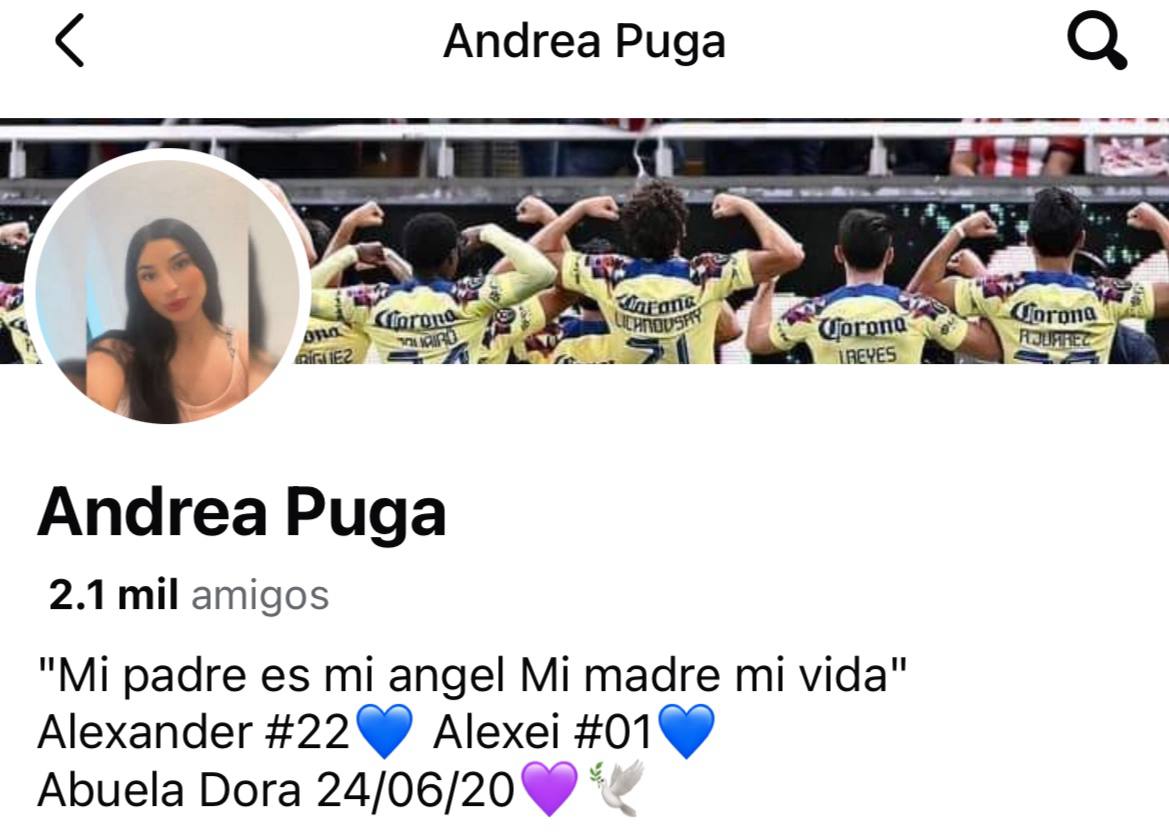 Andrea Puga
Corona
Corona
Corona
Corona
I.REYES
R.JUAREZ
Andrea Puga
2.1 mil amigos
"Mi padre es mi angel Mi madre mi vida"
Alexander #22💙 Alexei #01💙
Abuela Dora 24/06/20💜🕊️